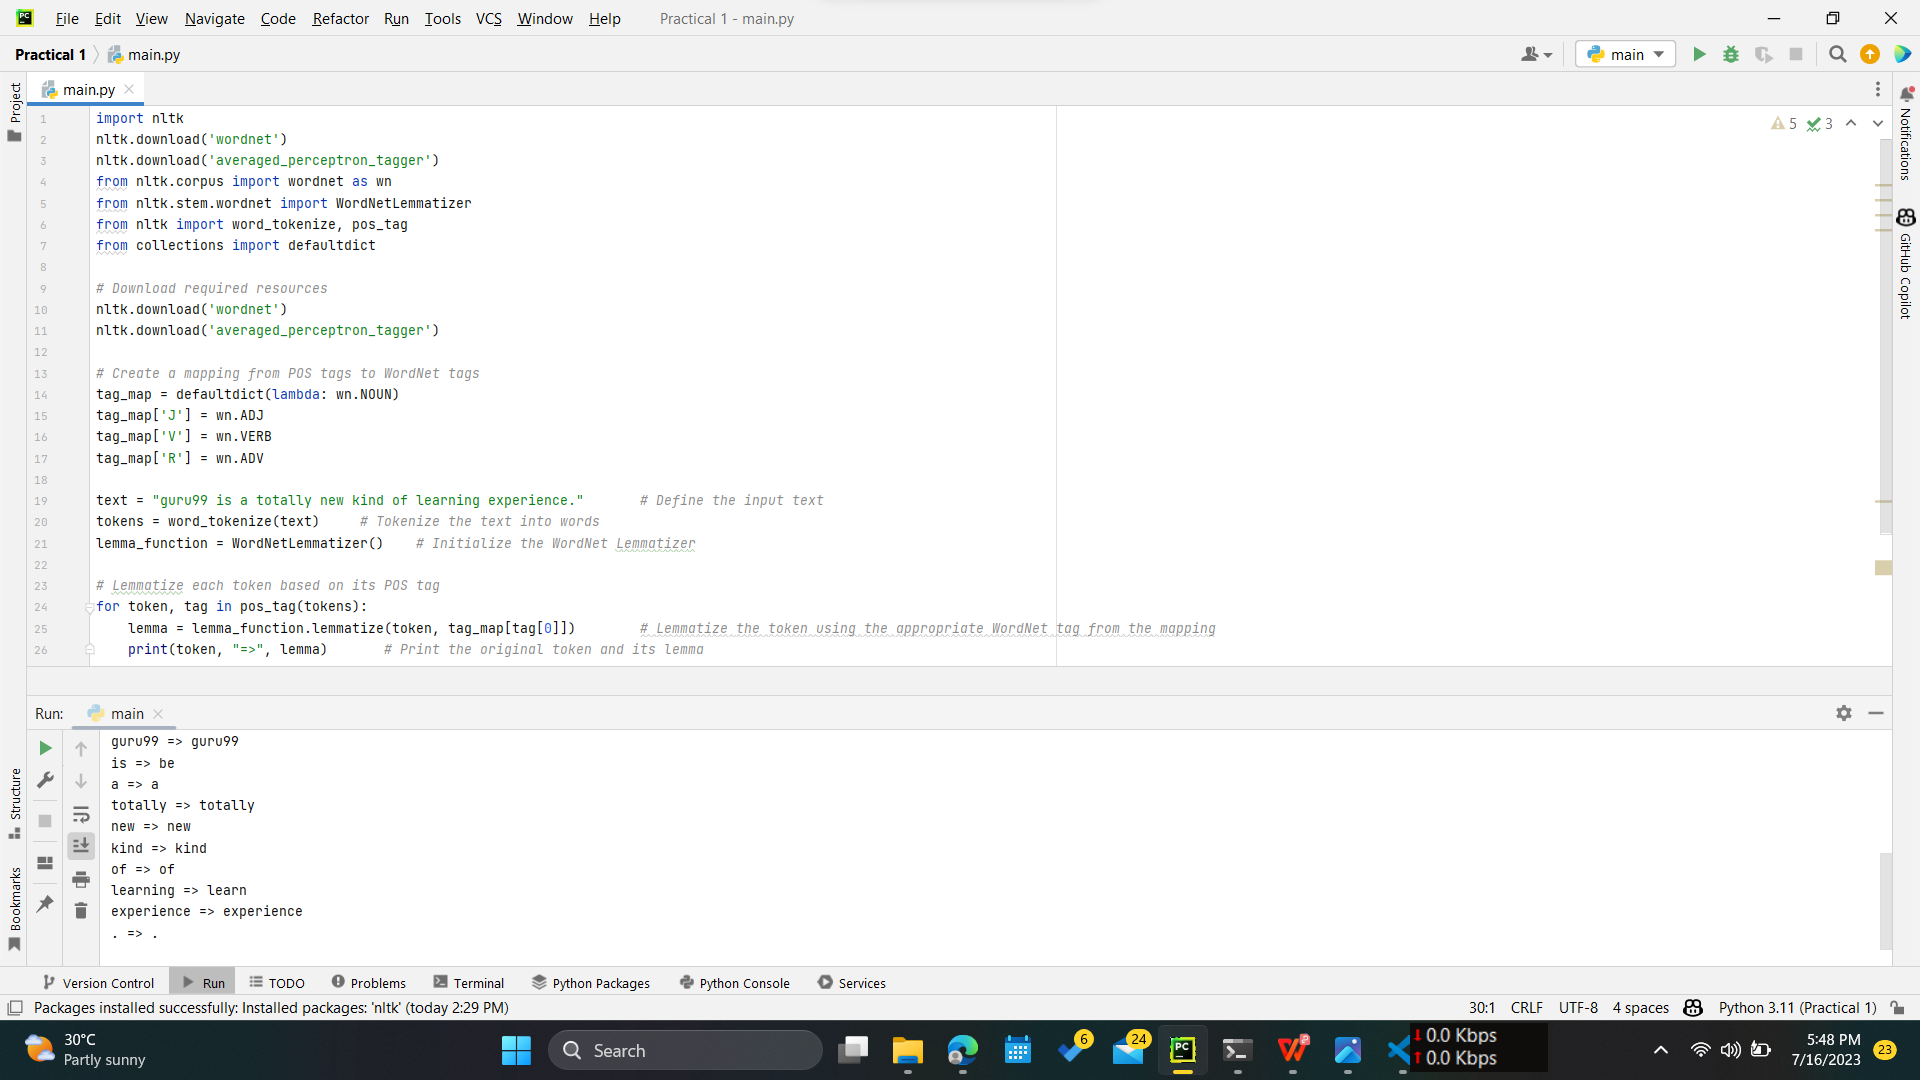 File Edit View Navigate Code Refactor Run Tools VCS Window Help Practical 1 - main.py
Practical 1 main.py main
Project
main.py
5 3
Notifications
GitHub Copilot
1 import nltk
2 nltk.download('wordnet')
3 nltk.download('averaged_perceptron_tagger')
4 from nltk.corpus import wordnet as wn
5 from nltk.stem.wordnet import WordNetLemmatizer
6 from nltk import word_tokenize, pos_tag
7 from collections import defaultdict
8
9 # Download required resources
10 nltk.download('wordnet')
11 nltk.download('averaged_perceptron_tagger')
12
13 # Create a mapping from POS tags to WordNet tags
14 tag_map = defaultdict(lambda: wn.NOUN)
15 tag_map['J'] = wn.ADJ
16 tag_map['V'] = wn.VERB
17 tag_map['R'] = wn.ADV
18
19 text = "guru99 is a totally new kind of learning experience." # Define the input text
20 tokens = word_tokenize(text) # Tokenize the text into words
21 lemma_function = WordNetLemmatizer() # Initialize the WordNet Lemmatizer
22
23 # Lemmatize each token based on its POS tag
24 for token, tag in pos_tag(tokens):
25 lemma = lemma_function.lemmatize(token, tag_map[tag[0]]) # Lemmatize the token using the appropriate WordNet tag from the mapping
26 print(token, "=>", lemma) # Print the original token and its lemma
Run: main
guru99 => guru99
is => be
a => a
totally => totally
new => new
kind => kind
of => of
learning => learn
experience => experience
. => .
Structure
Bookmarks
Version Control Run TODO Problems Terminal Python Packages Python Console Services
Packages installed successfully: Installed packages: 'nltk' (today 2:29 PM) 30:1 CRLF UTF-8 4 spaces Python 3.11 (Practical 1)
30°C
Partly sunny
Search
6
24
PC
0.0 Kbps
0.0 Kbps
5:48 PM
7/16/2023
23